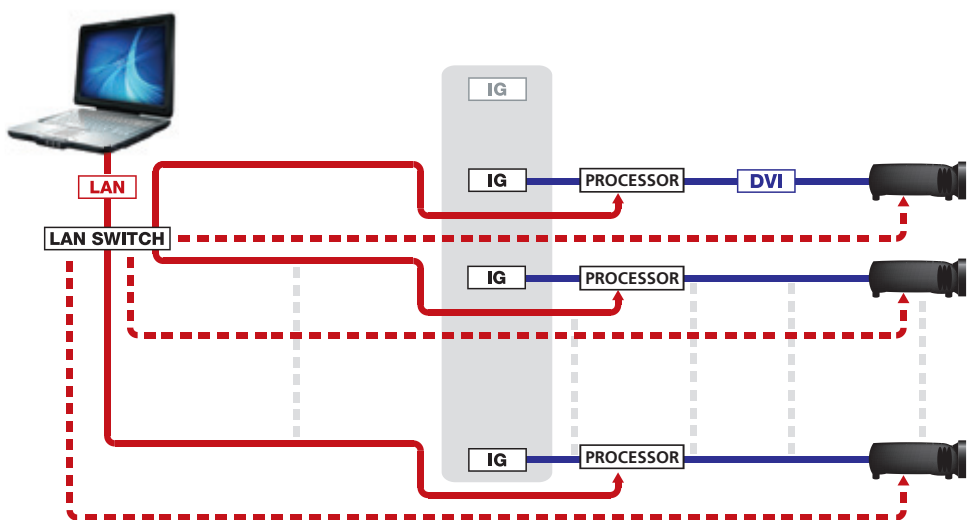 IG
LAN
IG
PROCESSOR
DVI
LAN SWITCH
IG
PROCESSOR
IG
PROCESSOR